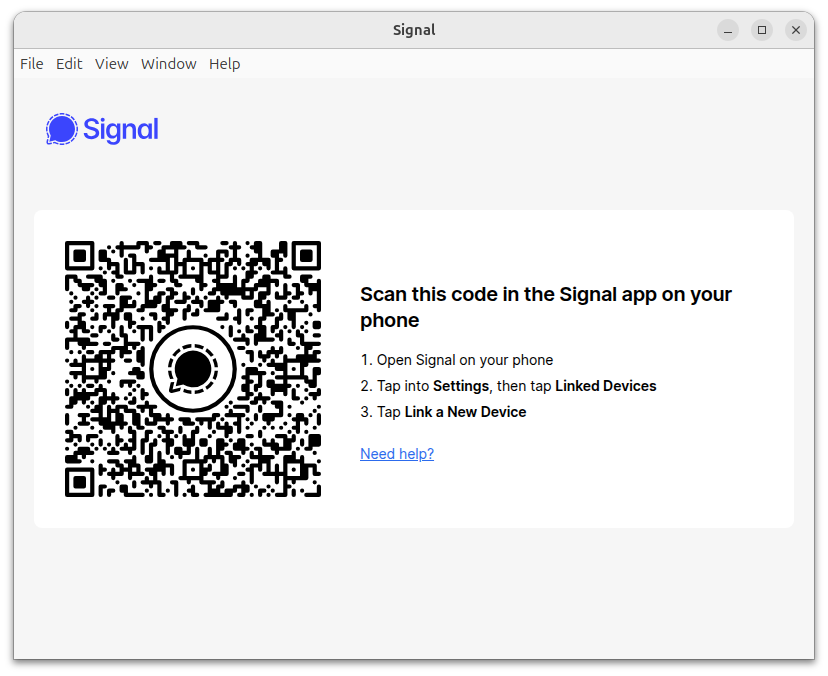 Signal
File Edit View Window Help
Signal
Scan this code in the Signal app on your
phone
1. Open Signal on your phone
2. Tap into Settings, then tap Linked Devices
3. Tap Link a New Device
Need help?